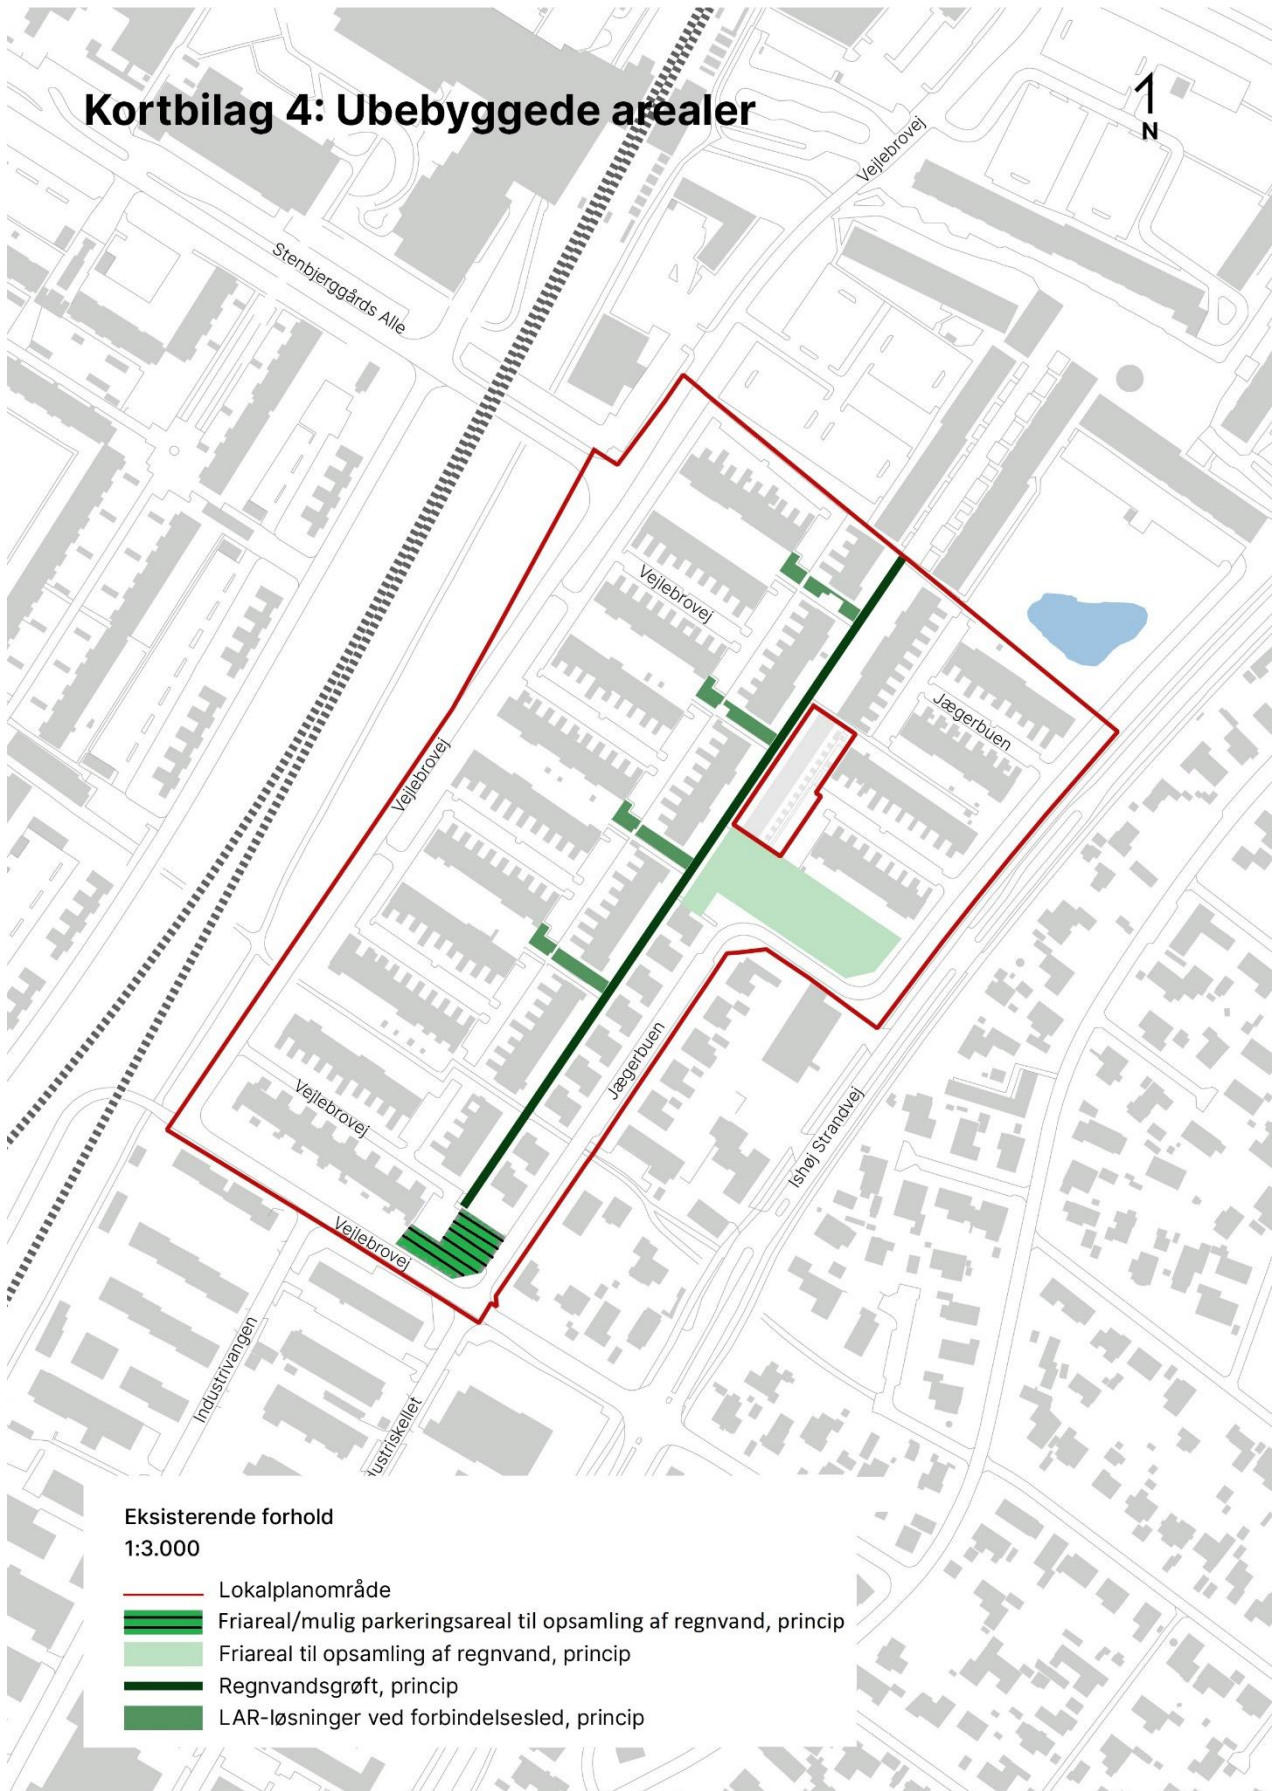 Kortbilag 4: Ubebyggede arealer
N
Vejlebrovej
Stenbjerggårds Alle
Vejlebrovej
Jægerbuen
Vejlebrovej
Jægerbuen
Vejlebrovej
Ishøj Strandvej
Vejlebrovej
Industrivangen
dustriskellet
Eksisterende forhold
1:3.000
Lokalplanområde
Friareal/mulig parkeringsareal til opsamling af regnvand, princip
Friareal til opsamling af regnvand, princip
Regnvandsgrøft, princip
LAR-løsninger ved forbindelsesled, princip